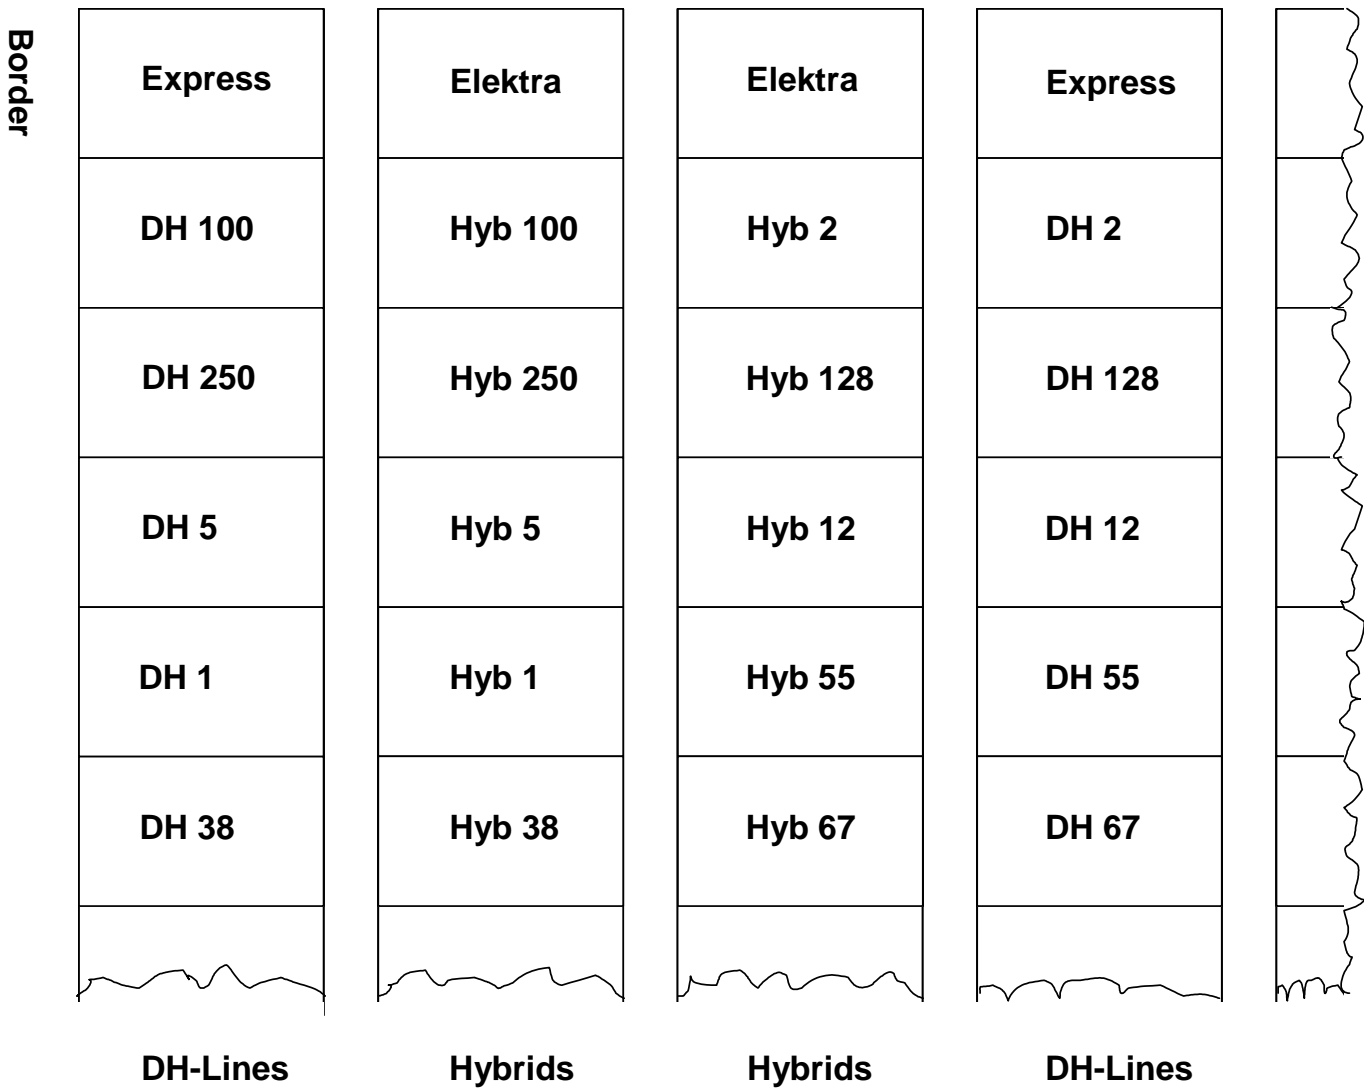 Border
Express Elektra Elektra Express
DH 100 Hyb 100 Hyb 2 DH 2
DH 250 Hyb 250 Hyb 128 DH 128
DH 5 Hyb 5 Hyb 12 DH 12
DH 1 Hyb 1 Hyb 55 DH 55
DH 38 Hyb 38 Hyb 67 DH 67
DH-Lines Hybrids Hybrids DH-Lines